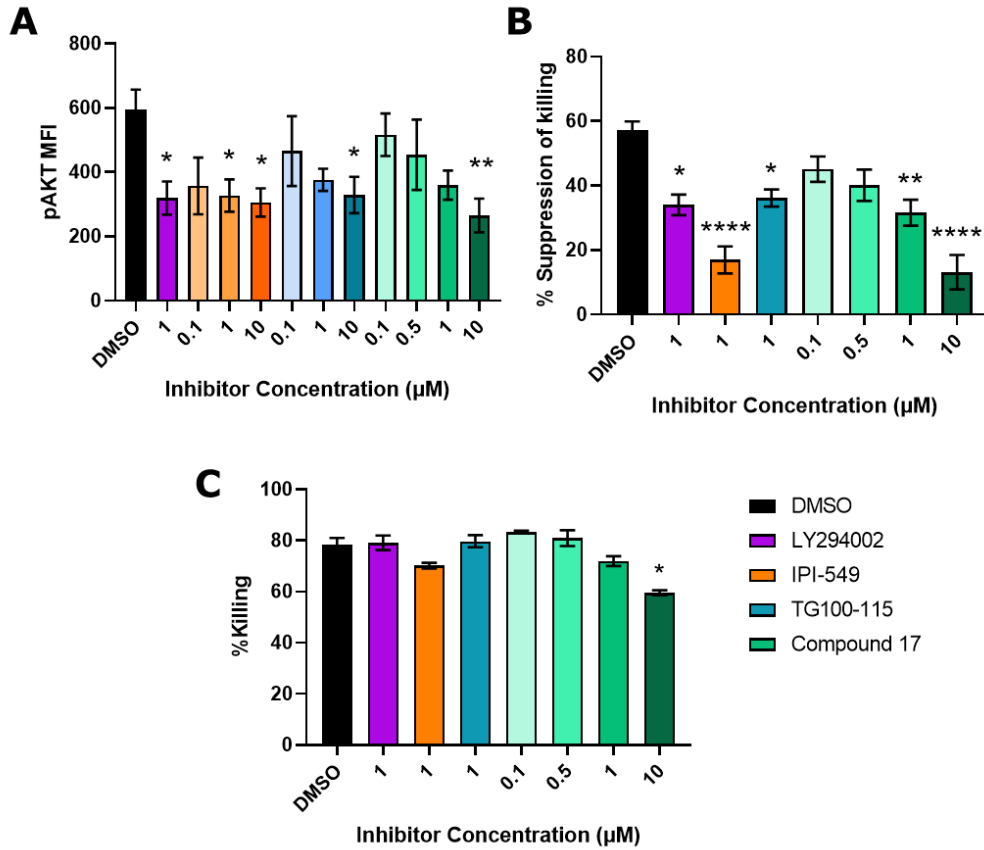 A
800
600
400
200
0
pAKT MFI
* * * * **
DMSO 1 0.1 1 10 0.1 1 10 0.1 0.5 1 10
Inhibitor Concentration (µM)
B
80
60
40
20
0
% Suppression of killing
* **** * ** ****
DMSO 1 1 1 0.1 0.5 1 10
Inhibitor Concentration (µM)
C
100
80
60
40
20
0
%Killing
*
DMSO 1 1 1 0.1 0.5 1 10
Inhibitor Concentration (µM)
DMSO
LY294002
IPI-549
TG100-115
Compound 17